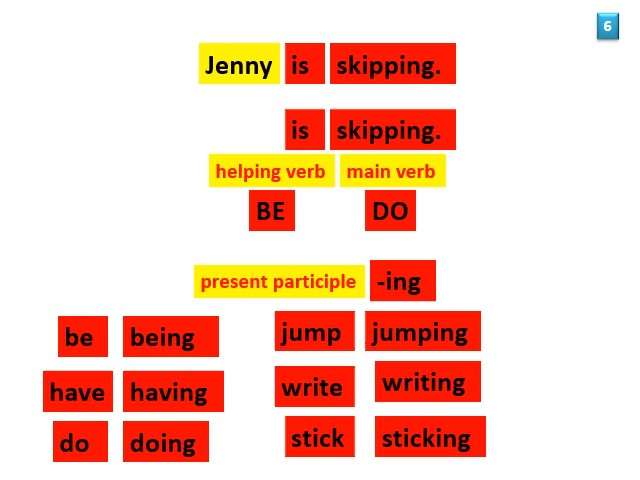 6
Jenny is skipping.
is skipping.
helping verb main verb
BE DO
present participle -ing
be being jump jumping
have having write writing
do doing stick sticking